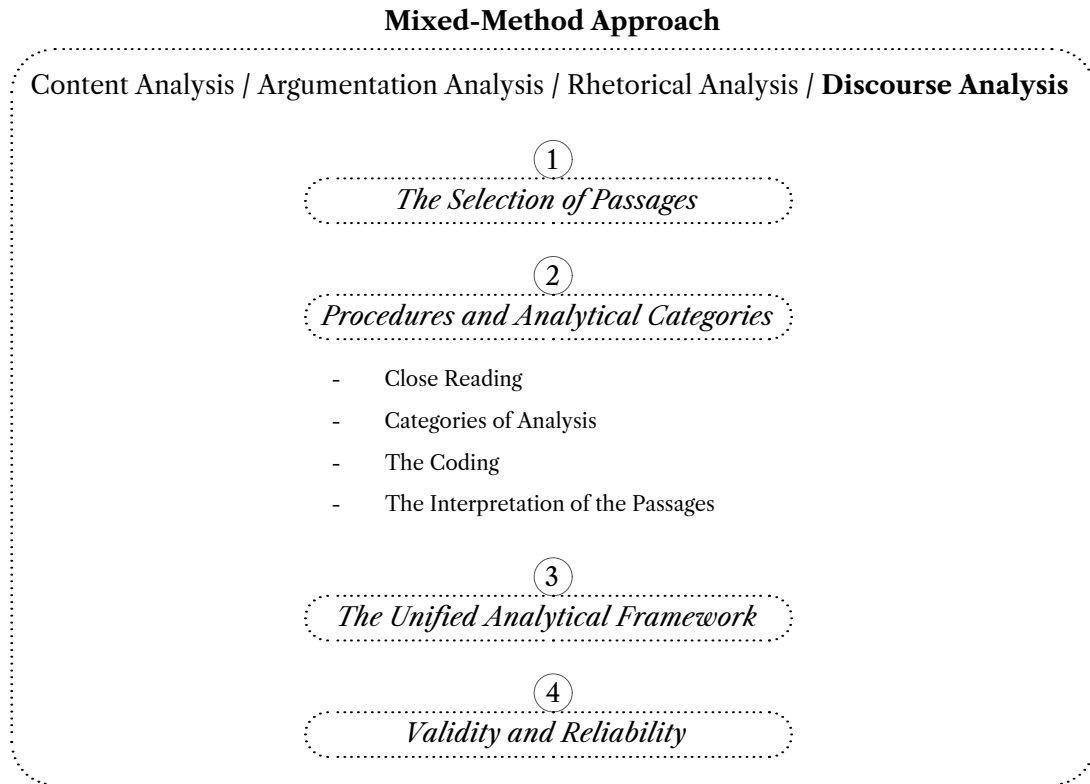 Mixed-Method Approach
Content Analysis / Argumentation Analysis / Rhetorical Analysis / Discourse Analysis
1
The Selection of Passages
2
Procedures and Analytical Categories
- Close Reading
- Categories of Analysis
- The Coding
- The Interpretation of the Passages
3
The Unified Analytical Framework
4
Validity and Reliability